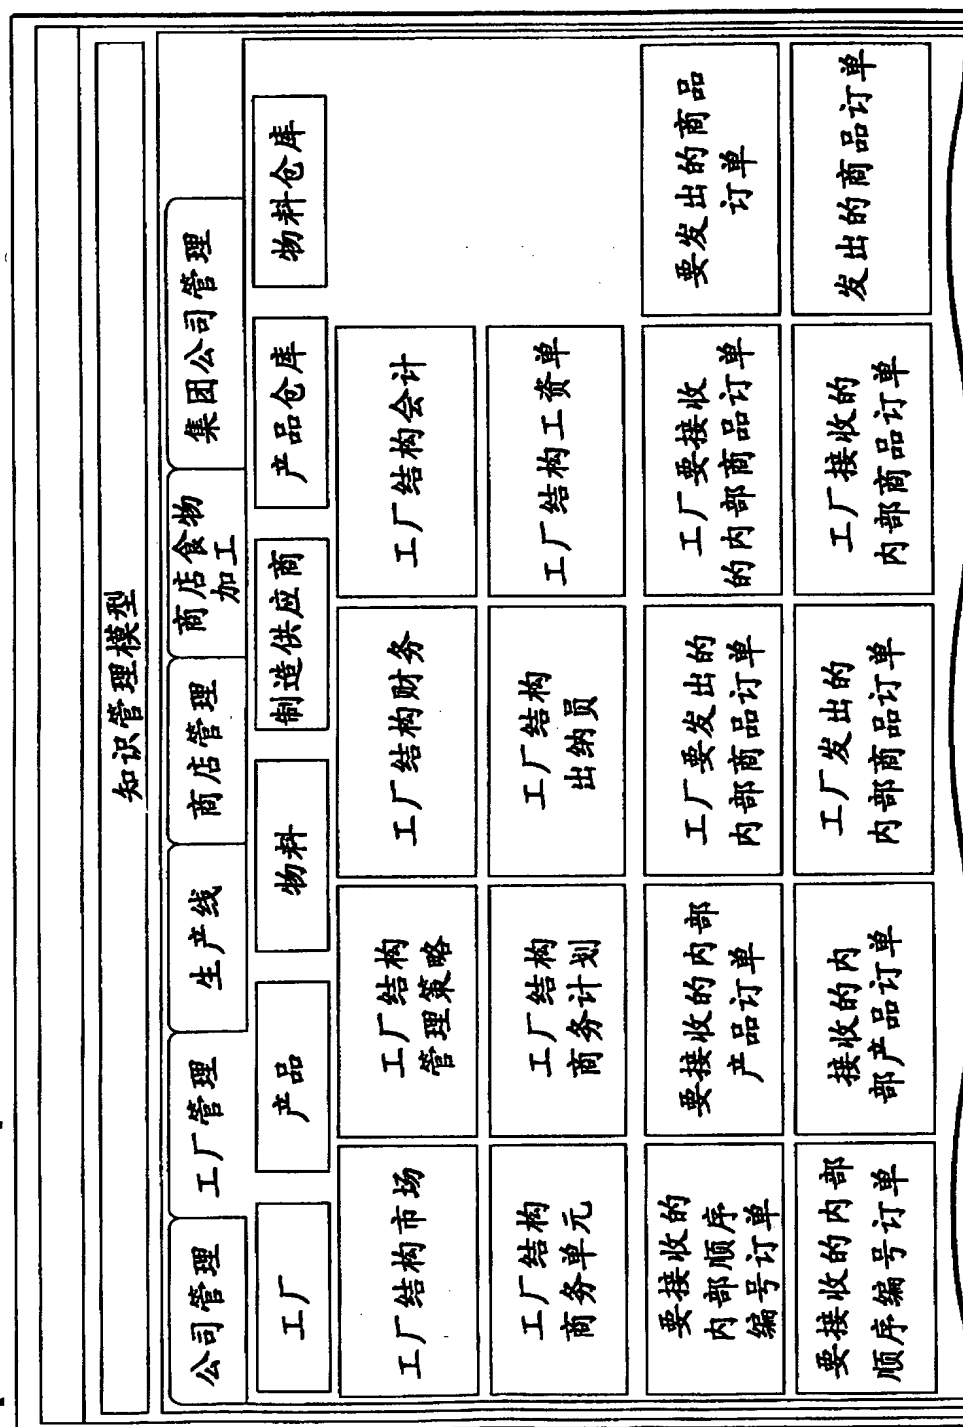 知识管理模型
公司管理
工厂管理
生产线
商店管理
商店食物
加工
集团公司管理
工厂
产品
物料
制造供应商
产品仓库
物料仓库
工厂结构市场
工厂结构
管理策略
工厂结构财务
工厂结构会计
工厂结构
商务单元
工厂结构
商务计划
工厂结构
出纳员
工厂结构工资单
要接收的
内部顺序
编号订单
要接收的内部
产品订单
工厂要发出的
内部商品订单
工厂要接收
的内部商品订单
要发出的商品
订单
要接收的内部
顺序编号订单
接收的内
部产品订单
工厂发出的
内部商品订单
工厂接收的
内部商品订单
发出的商品订单